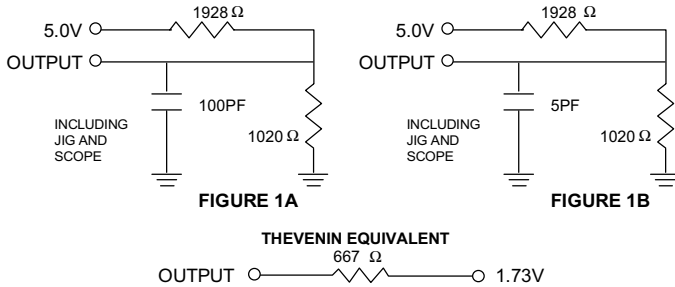 1928 Ω
5.0V
OUTPUT
100PF
INCLUDING
JIG AND
SCOPE
1020 Ω
FIGURE 1A
1928 Ω
5.0V
OUTPUT
5PF
INCLUDING
JIG AND
SCOPE
1020 Ω
FIGURE 1B
THEVENIN EQUIVALENT
667 Ω
OUTPUT
1.73V